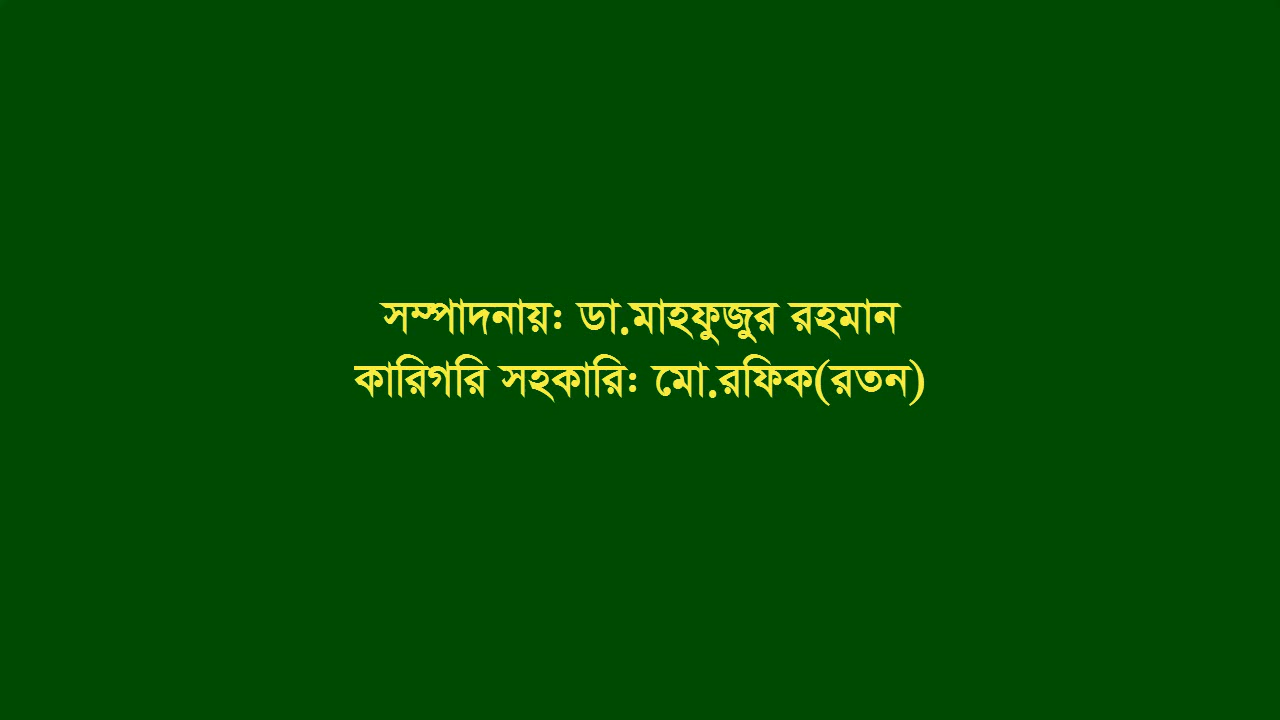 সম্পাদনায়: ডা.মাহফুজুর রহমান
কারিগরি সহকারি: মো.রফিক(রতন)